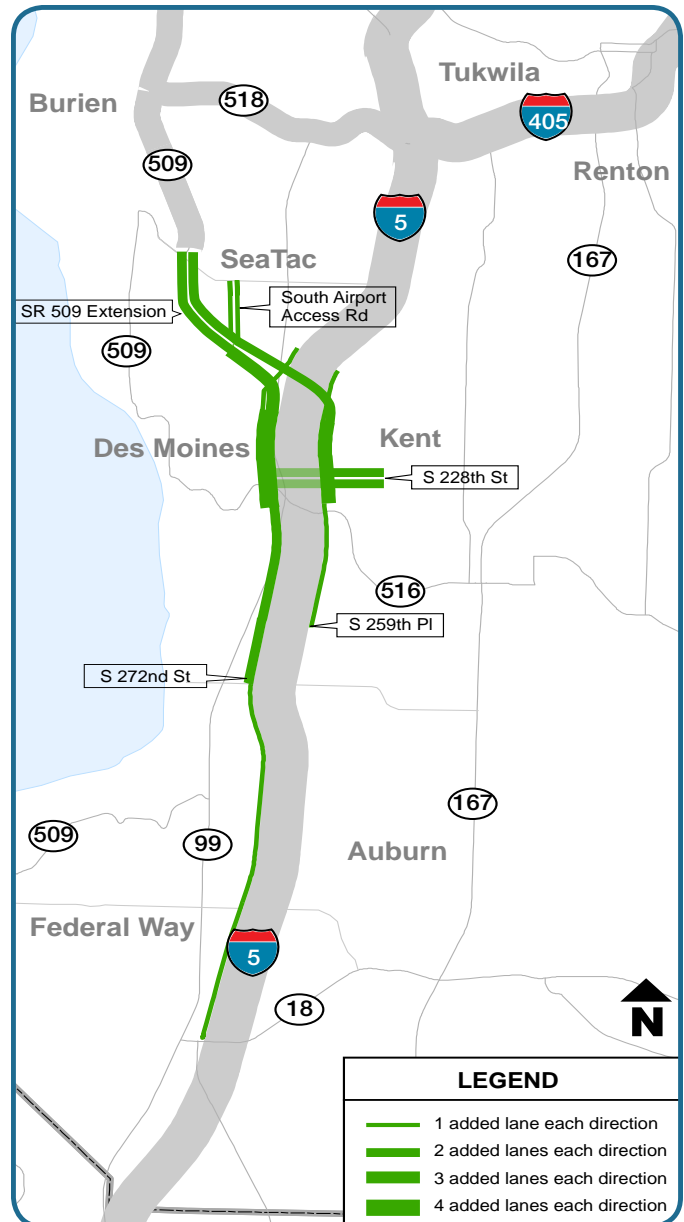 Tukwila
Burien
518
405
509
Renton
5
167
SeaTac
South Airport
Access Rd
SR 509 Extension
509
Des Moines
Kent
S 228th St
516
S 259th Pl
S 272nd St
167
509
99
Auburn
Federal Way
5
18
N
LEGEND
1 added lane each direction
2 added lanes each direction
3 added lanes each direction
4 added lanes each direction